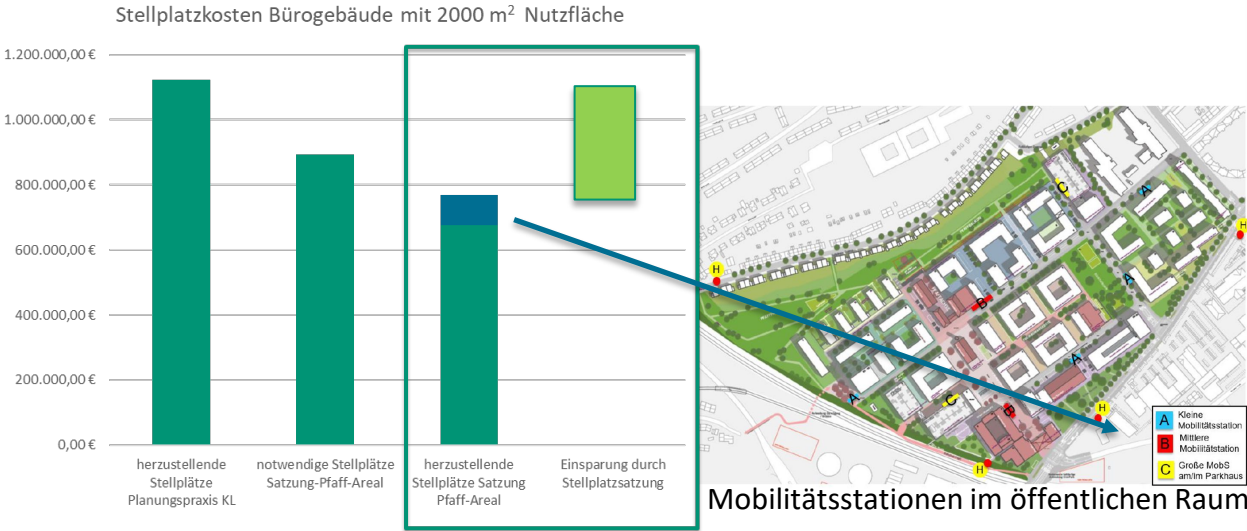 Stellplatzkosten Bürogebäude mit 2000 m² Nutzfläche
1.200.000,00 €
1.000.000,00 €
800.000,00 €
600.000,00 €
400.000,00 €
200.000,00 €
0,00 €
herzustellende
Stellplätze
Planungspraxis KL
notwendige Stellplätze
Satzung-Pfaff-Areal
herzustellende
Stellplätze Satzung
Pfaff-Areal
Einsparung durch
Stellplatzsatzung
C
A
H
H
A
B
A
A
C
B
H
H
A Kleine
Mobilitätsstation
B Mittlere
Mobilitätstation
C Große MobS
am/im Parkhaus
Mobilitätsstationen im öffentlichen Raum